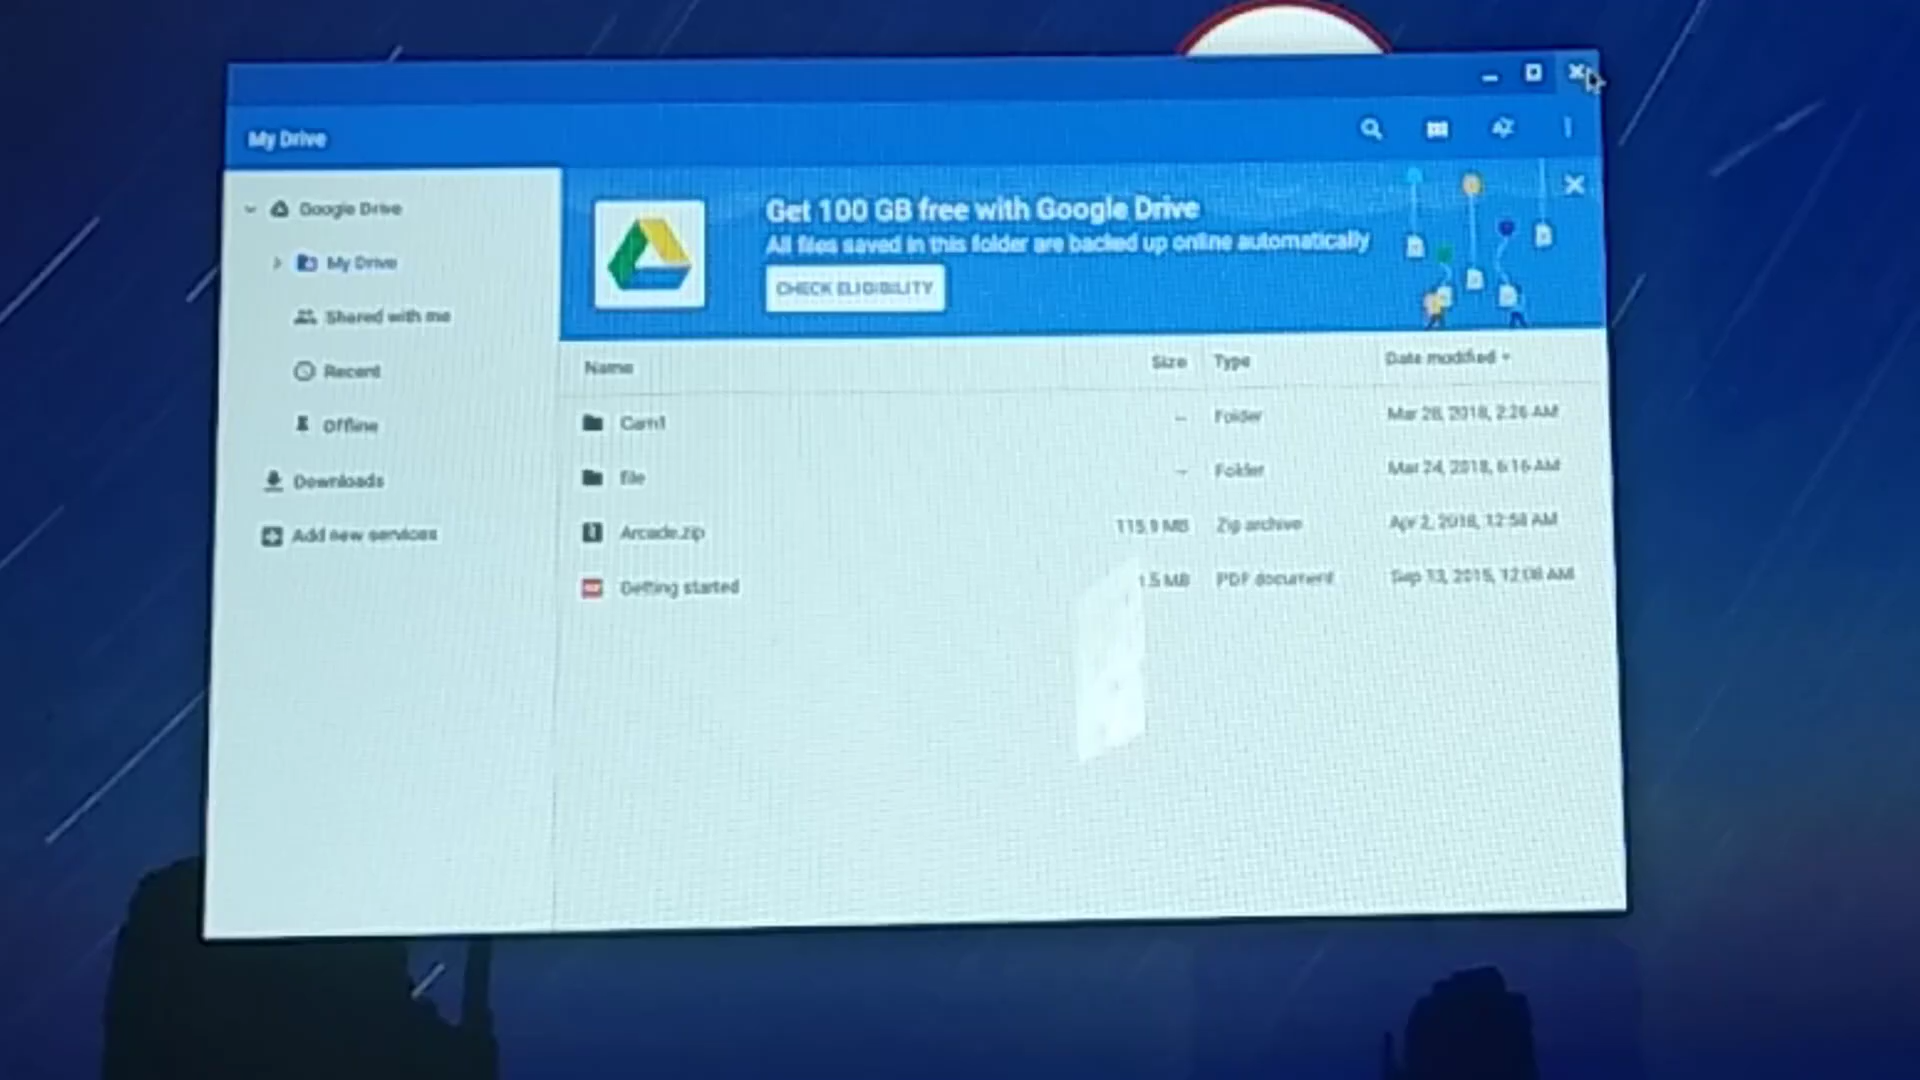 My Drive
Google Drive
My Drive
Shared with me
Recent
Offline
Downloads
Add new services
Get 100 GB free with Google Drive
All files saved in this folder are backed up online automatically
CHECK ELIGIBILITY
Name Size Type Date modified
Cam1 -- Folder Mar 28, 2018, 2:26 AM
file -- Folder Mar 24, 2018, 6:16 AM
Arcade.zip 115.9 MB Zip archive Apr 2, 2018, 12:58 AM
Getting started 1.5 MB PDF document Sep 13, 2015, 12:08 AM